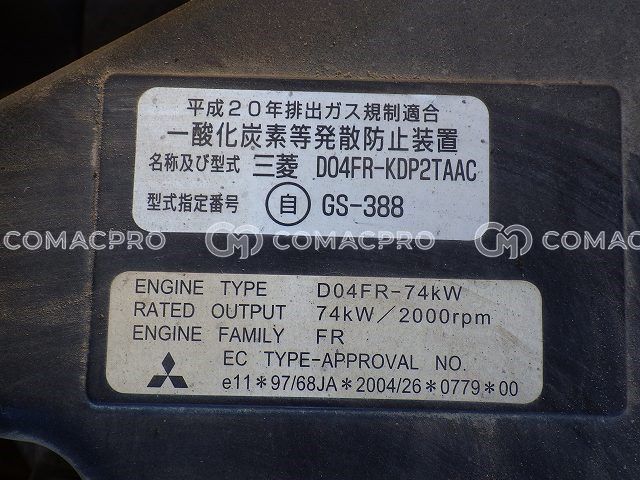 平成20年排出ガス規制適合
一酸化炭素等発散防止装置
名称及び型式 三菱 D04FR-KDP2TAAC
型式指定番号 自 GS-388
COMACPRO COMACPRO COMACPRO
ENGINE TYPE D04FR-74kW
RATED OUTPUT 74kW/2000rpm
ENGINE FAMILY FR
EC TYPE-APPROVAL NO.
e11*97/68JA*2004/26*0779*00